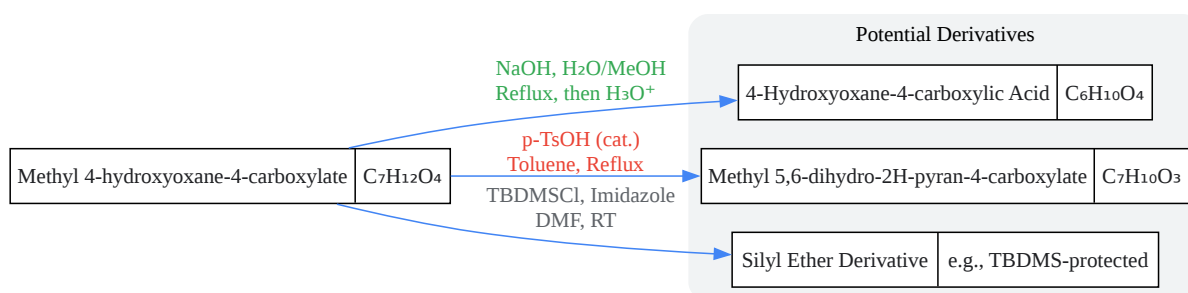 Potential Derivatives
NaOH, H₂O/MeOH
Reflux, then H₃O⁺
4-Hydroxyoxane-4-carboxylic Acid C₆H₁₀O₄
p-TsOH (cat.)
Toluene, Reflux
Methyl 4-hydroxyoxane-4-carboxylate C₇H₁₂O₄
Methyl 5,6-dihydro-2H-pyran-4-carboxylate C₇H₁₀O₃
TBDMSCl, Imidazole
DMF, RT
Silyl Ether Derivative e.g., TBDMS-protected